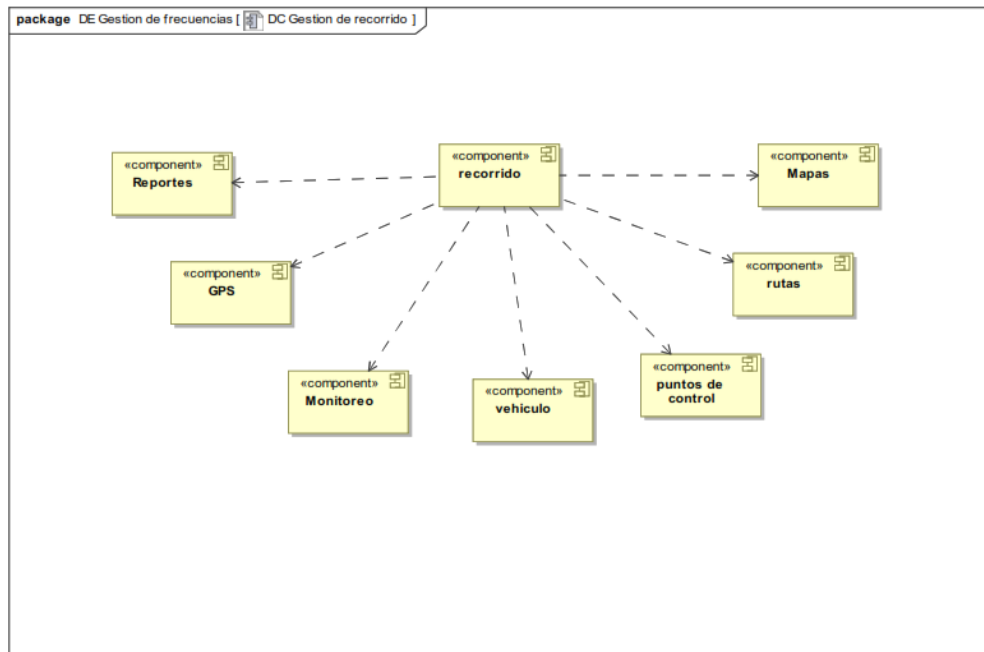 package DE Gestion de frecuencias [ DC Gestion de recorrido ]
«component»
Reportes
«component»
recorrido
«component»
Mapas
«component»
GPS
«component»
rutas
«component»
Monitoreo
«component»
vehiculo
«component»
puntos de
control